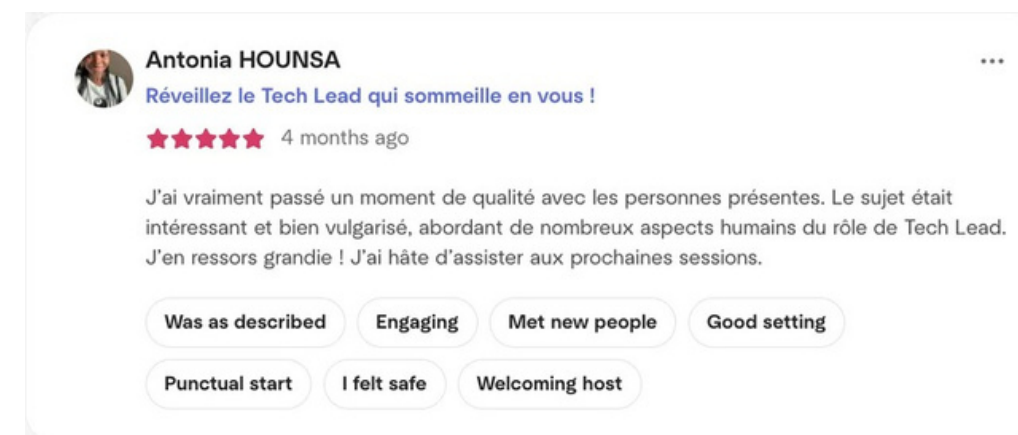 Antonia HOUNSA
Réveillez le Tech Lead qui sommeille en vous !
4 months ago
J'ai vraiment passé un moment de qualité avec les personnes présentes. Le sujet était
intéressant et bien vulgarisé, abordant de nombreux aspects humains du rôle de Tech Lead.
J'en ressors grandie ! J'ai hâte d'assister aux prochaines sessions.
Was as described Engaging Met new people Good setting
Punctual start I felt safe Welcoming host